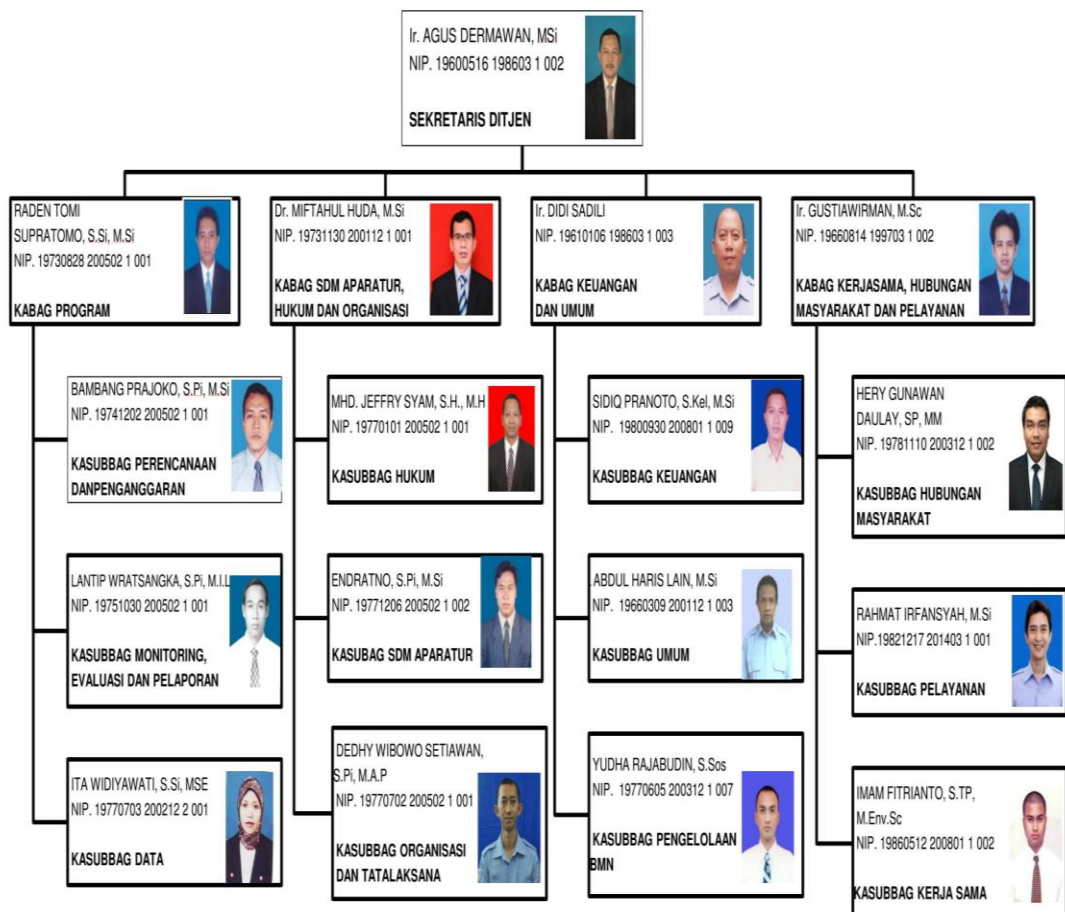 Ir. AGUS DERMAWAN, MSi
NIP. 19600516 198603 1 002
SEKRETARIS DITJEN
RADEN TOMI
SUPRATOMO, S.Si, M.Si
NIP. 19730828 200502 1 001
KABAG PROGRAM
Dr. MIFTAHUL HUDA, M.Si
NIP. 19731130 200112 1 001
KABAG SDM APARATUR,
HUKUM DAN ORGANISASI
Ir. DIDI SADILI
NIP. 19610106 198603 1 003
KABAG KEUANGAN
DAN UMUM
Ir. GUSTIAWIRMAN, M.Sc
NIP. 19660814 199703 1 002
KABAG KERJASAMA, HUBUNGAN
MASYARAKAT DAN PELAYANAN
BAMBANG PRAJOKO, S.Pi, M.Si
NIP. 19741202 200502 1 001
KASUBBAG PERENCANAAN
DANPENGANGGARAN
MHD. JEFFRY SYAM, S.H., M.H
NIP. 19770101 200502 1 001
KASUBBAG HUKUM
SIDIQ PRANOTO, S.Kel, M.Si
NIP. 19800930 200801 1 009
KASUBBAG KEUANGAN
HERY GUNAWAN
DAULAY, SP, MM
NIP. 19781110 200312 1 002
KASUBBAG HUBUNGAN
MASYARAKAT
LANTIP WRATSANGKA, S.Pi, M.I.L
NIP. 19751030 200502 1 001
KASUBBAG MONITORING,
EVALUASI DAN PELAPORAN
ENDRATNO, S.Pi, M.Si
NIP. 19771206 200502 1 002
KASUBAG SDM APARATUR
. ABDUL HARIS LAIN, M.Si
NIP. 19660309 200112 1 003
KASUBBAG UMUM
RAHMAT IRFANSYAH, M.Si
NIP.19821217 201403 1 001
KASUBBAG PELAYANAN
ITA WIDIYAWATI, S.Si, MSE
NIP. 19770703 200212 2 001
KASUBBAG DATA
DEDHY WIBOWO SETIAWAN,
S.Pi, M.A.P
NIP. 19770702 200502 1 001
KASUBBAG ORGANISASI
DAN TATALAKSANA
YUDHA RAJABUDIN, S.Sos
NIP. 19770605 200312 1 007
KASUBBAG PENGELOLAAN
BMN
IMAM FITRIANTO, S.TP,
M.Env.Sc
NIP. 19860512 200801 1 002
KASUBBAG KERJA SAMA